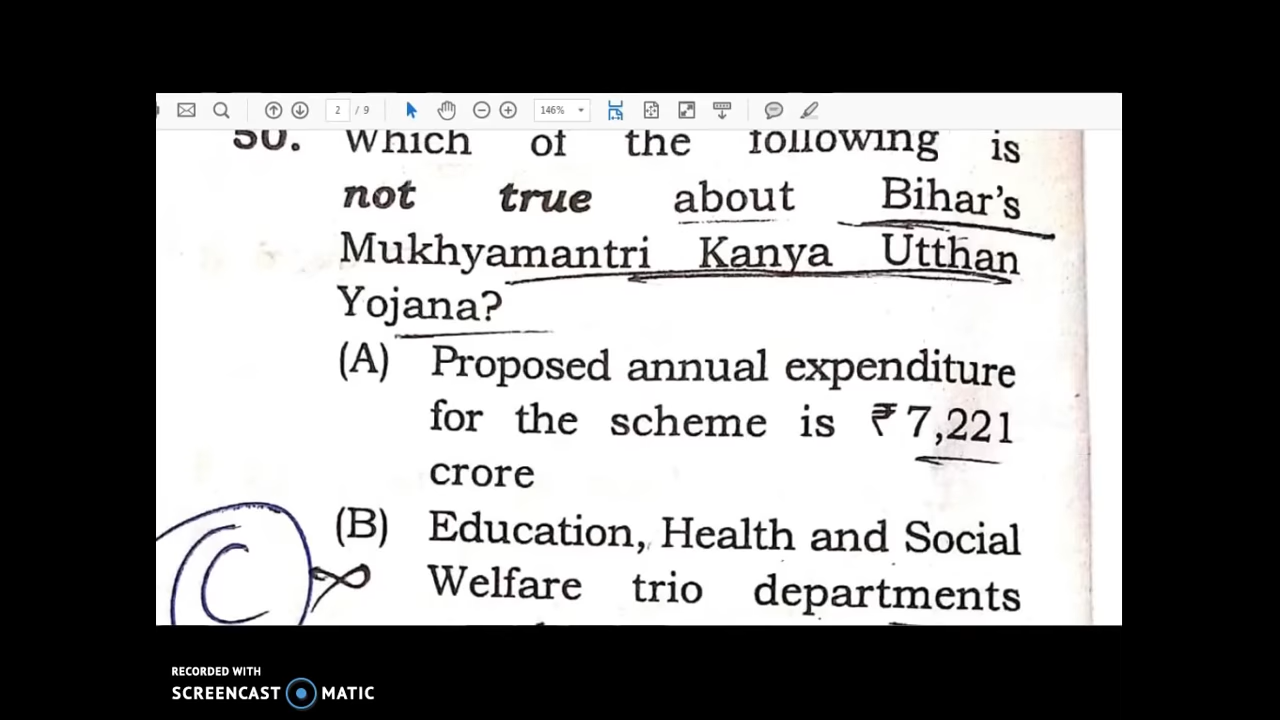 2 / 9
146%
50. Which of the following is
not true about Bihar's
Mukhyamantri Kanya Utthan
Yojana?
(A) Proposed annual expenditure
for the scheme is ₹ 7,221
crore
(B) Education, Health and Social
Welfare trio departments
C
RECORDED WITH
SCREENCAST MATIC